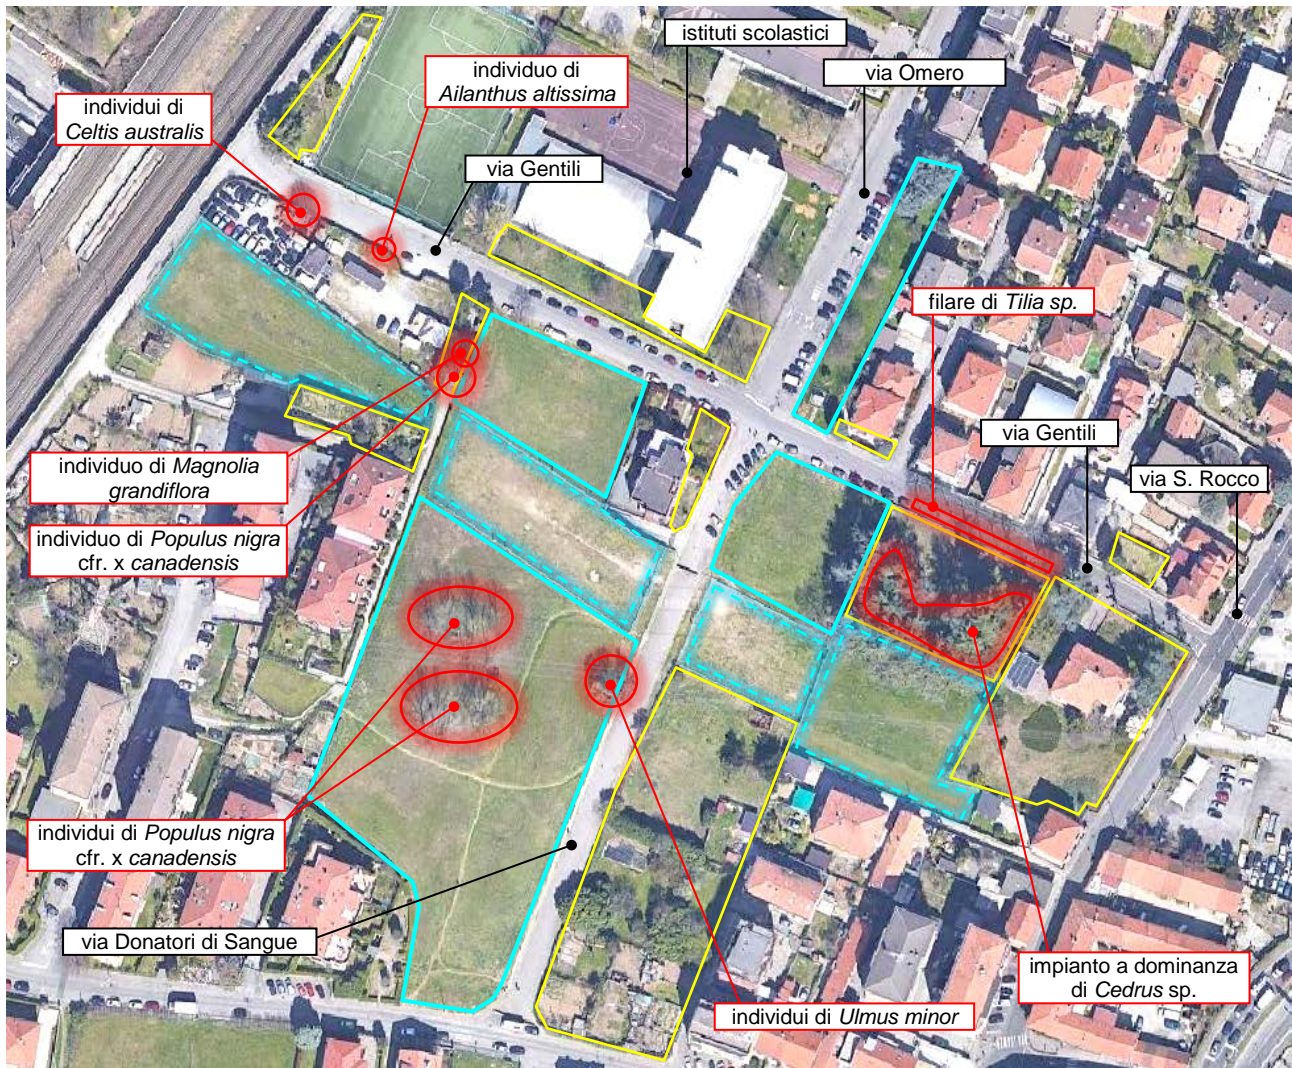 istituti scolastici
individuo di
Ailanthus altissima
via Omero
individui di
Celtis australis
via Gentili
filare di Tilia sp.
via Gentili
via S. Rocco
individuo di Magnolia
grandiflora
individuo di Populus nigra
cfr. x canadensis
individui di Populus nigra
cfr. x canadensis
via Donatori di Sangue
impianto a dominanza
di Cedrus sp.
individui di Ulmus minor